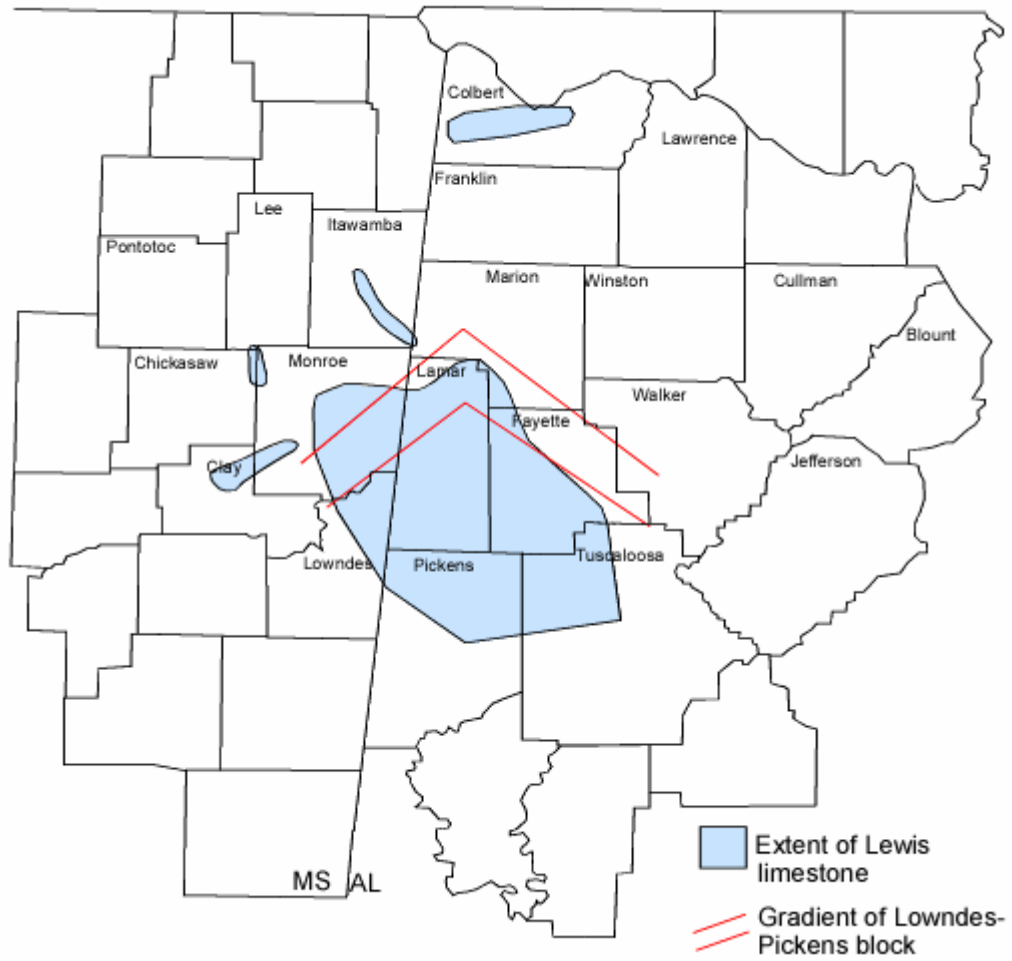 Colbert
Lawrence
Franklin
Lee
Itawamba
Pontotoc
Marion
Winston
Cullman
Blount
Chickasaw
Monroe
Lamar
Walker
Fayette
Clay
Jefferson
Lowndes
Pickens
Tuscaloosa
MS AL
Extent of Lewis
limestone
Gradient of Lowndes-
Pickens block